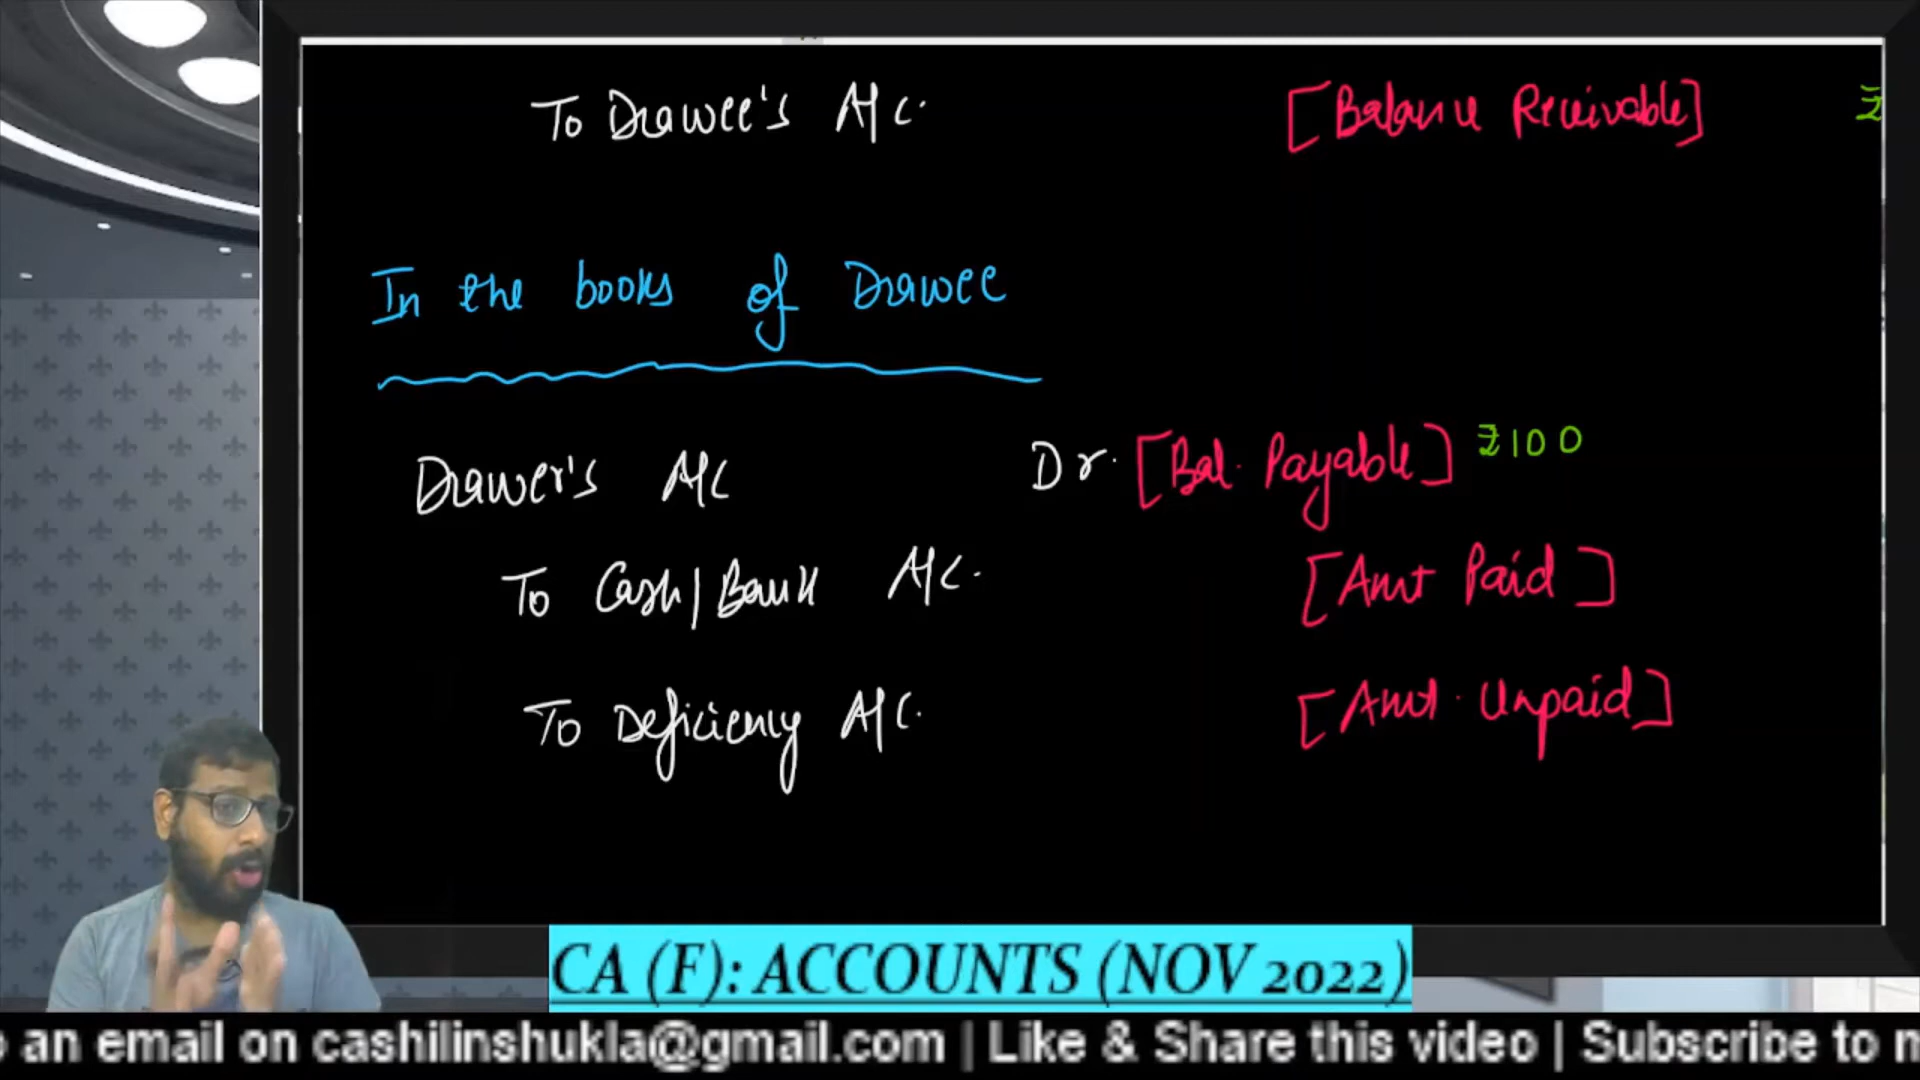 To Drawee's A/c. [Balance Receivable] ₹
In the books of Drawee
Drawer's A/c Dr. [Bal. Payable] ₹100
To Cash/Bank A/c. [Amt Paid]
To Deficiency A/c. [Amt. Unpaid]
CA (F): ACCOUNTS (NOV 2022)
an email on cashilinshukla@gmail.com | Like & Share this video | Subscribe to